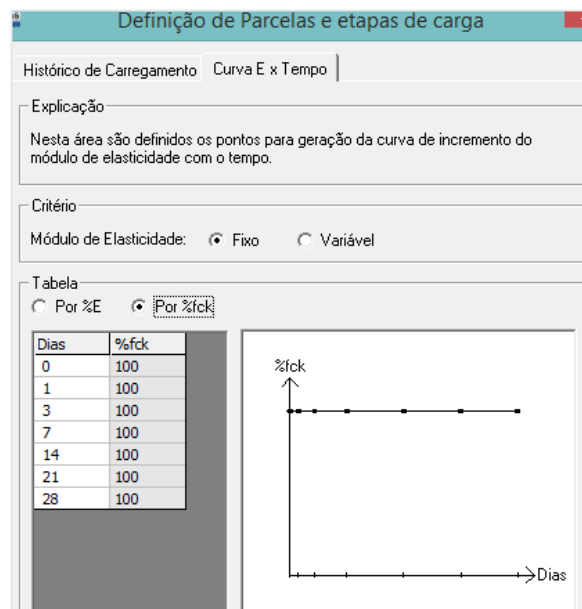 Definição de Parcelas e etapas de carga
Histórico de Carregamento Curva E x Tempo
Explicação
Nesta área são definidos os pontos para geração da curva de incremento do
módulo de elasticidade com o tempo.
Critério
Módulo de Elasticidade: Fixo Variável
Tabela
Por %E Por %fck
Dias %fck
0 100
1 100
3 100
7 100
14 100
21 100
28 100
%fck
Dias